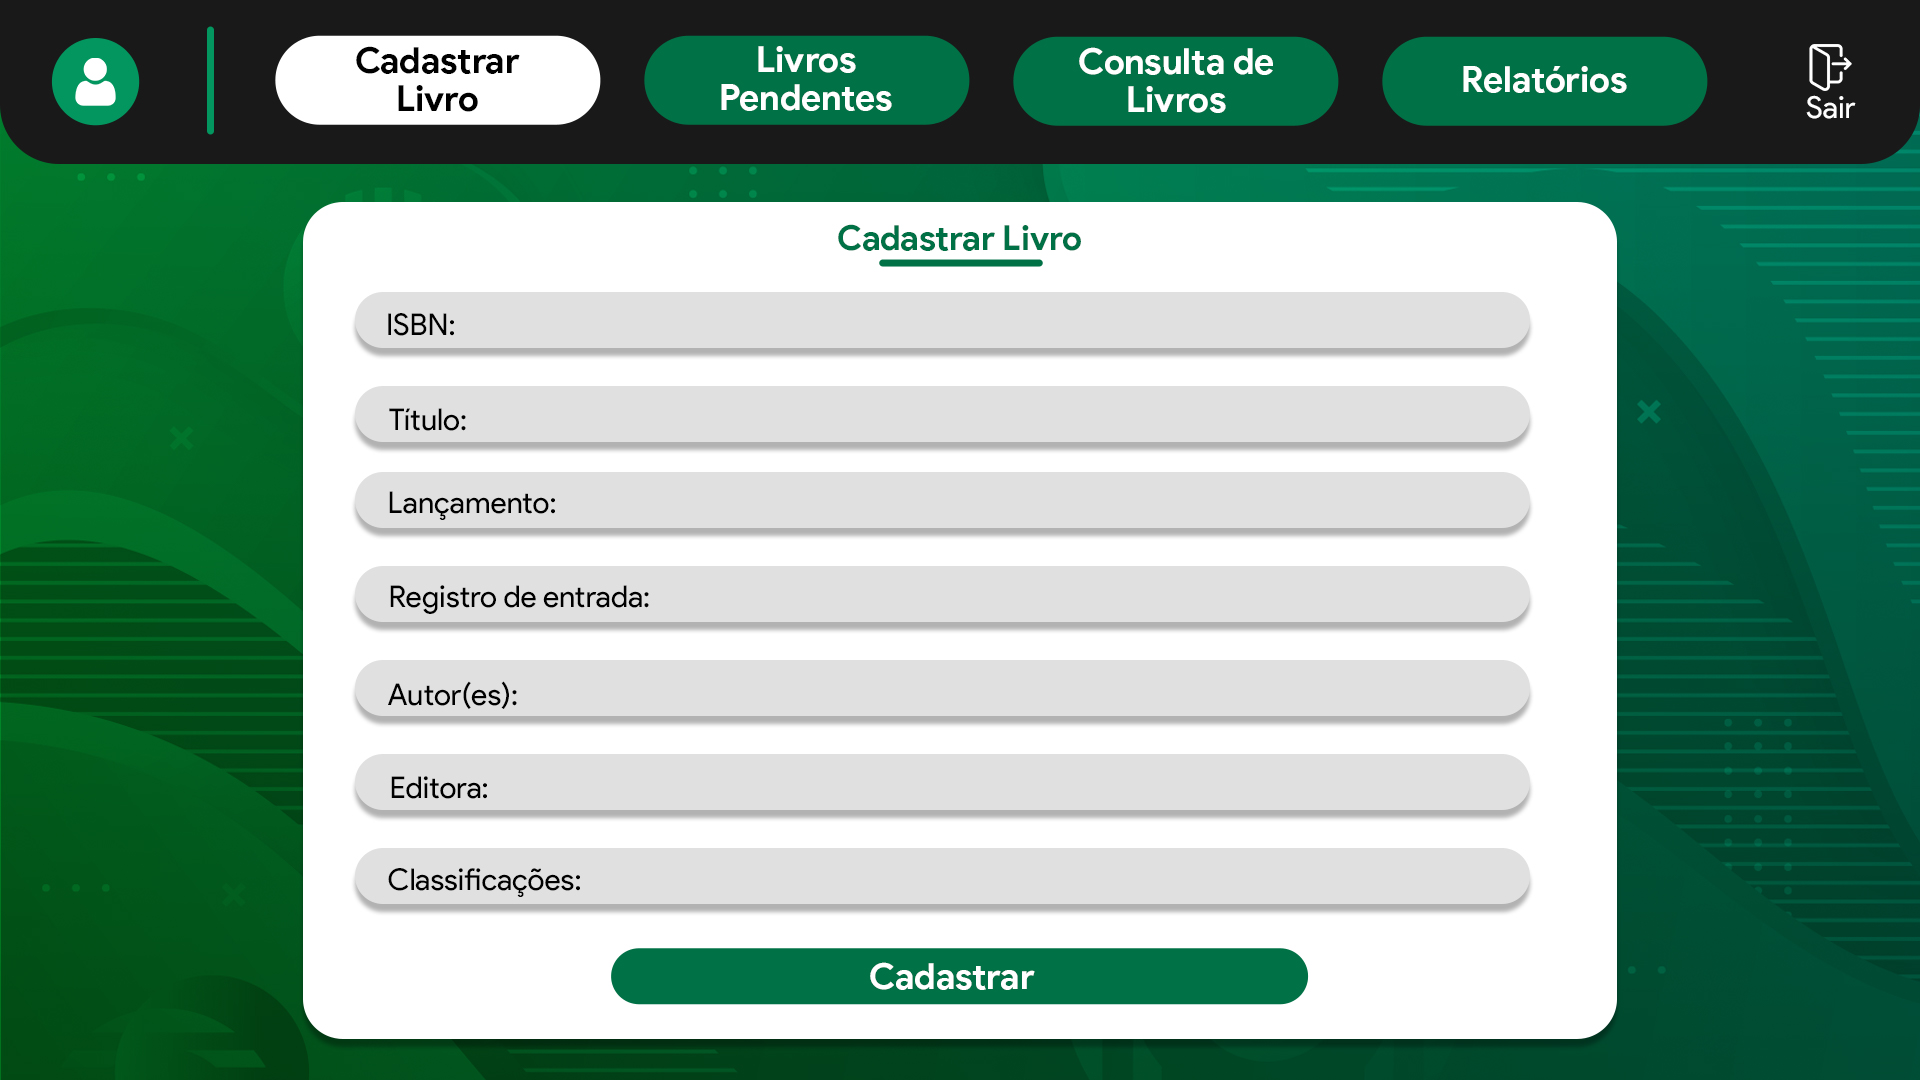 Cadastrar
Livro
Livros
Pendentes
Consulta de
Livros
Relatórios
Sair
Cadastrar Livro
ISBN:
Título:
Lançamento:
Registro de entrada:
Autor(es):
Editora:
Classificações:
Cadastrar